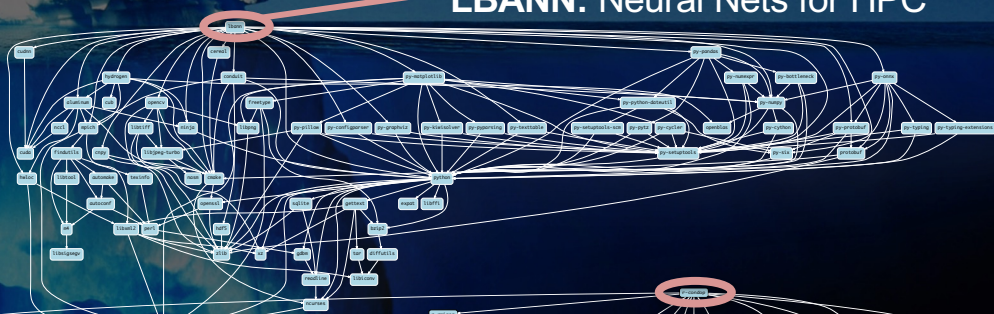 LBANN: Neural Nets for HPC
lbann
cudnn cereal py-pandas
hydrogen conduit py-matplotlib py-numexpr py-bottleneck py-onnx
aluminum cub opencv freetype py-python-dateutil py-numpy
nccl mpich libtiff ninja libpng py-pillow py-configparser py-graphviz py-kiwisolver py-pyparsing py-texttable py-setuptools-scm py-pytz py-cycler openblas py-cython py-protobuf py-typing py-typing-extensions
cuda findutils cnpy libjpeg-turbo py-setuptools py-six protobuf
hwloc libtool automake texinfo nasm cmake python
autoconf openssl sqlite gettext expat libffi
m4 libxml2 perl hdf5 bzip2
libsigsegv zlib xz gdbm tar diffutils
readline libiconv
ncurses